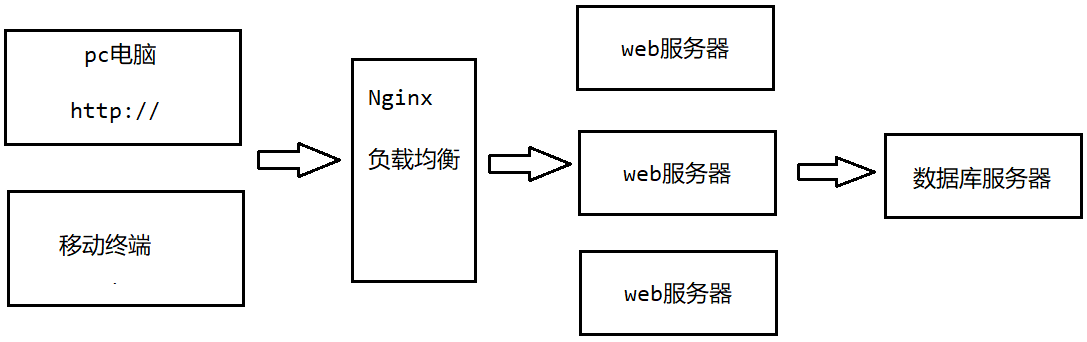 pc电脑
http://
移动终端
Nginx
负载均衡
web服务器
web服务器
web服务器
数据库服务器